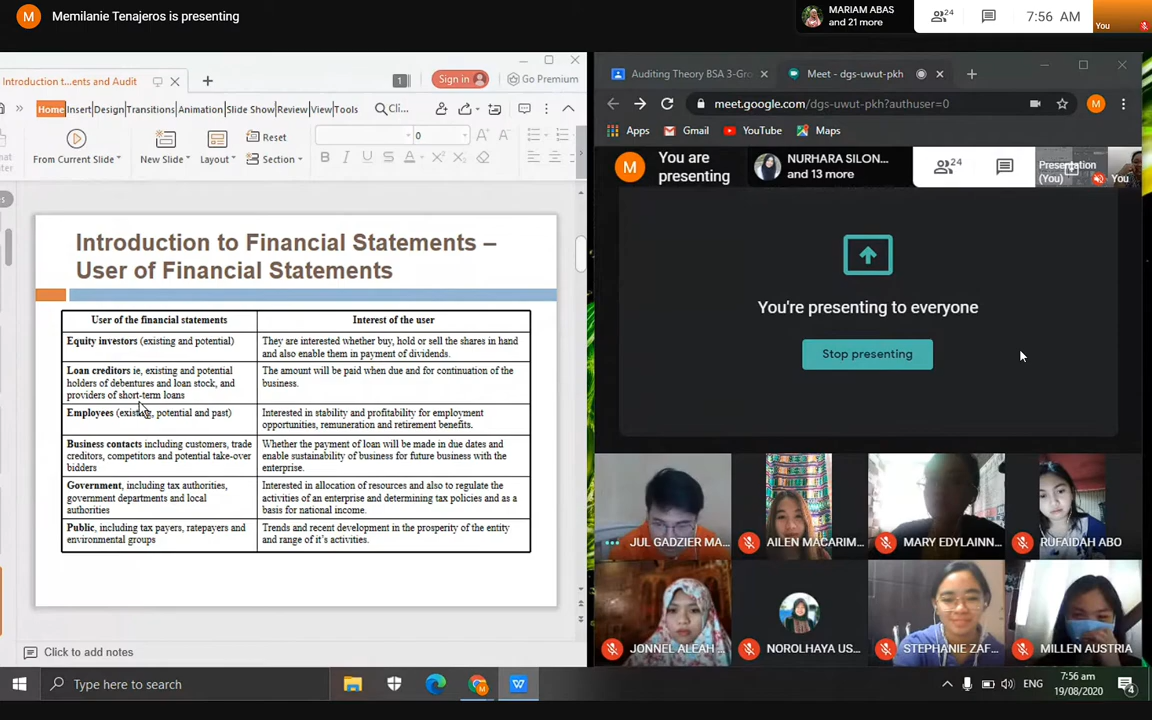 M Memilanie Tenajeros is presenting
MARIAM ABAS
and 21 more
24
7:56 AM
You
Introduction t...ents and Audit
1
Sign in
Go Premium
Home Insert Design Transitions Animation Slide Show Review View Tools
Cli...
From Current Slide
New Slide
Layout
Reset
Section
0
B I U S A X² X₂
Introduction to Financial Statements –
User of Financial Statements
User of the financial statements
Interest of the user
Equity investors (existing and potential)
They are interested whether buy, hold or sell the shares in hand
and also enable them in payment of dividends.
Loan creditors ie, existing and potential
holders of debentures and loan stock, and
providers of short-term loans
The amount will be paid when due and for continuation of the
business.
Employees (existing, potential and past)
Interested in stability and profitability for employment
opportunities, remuneration and retirement benefits.
Business contacts including customers, trade
creditors, competitors and potential take-over
bidders
Whether the payment of loan will be made in due dates and
enable sustainability of business for future business with the
enterprise.
Government, including tax authorities,
government departments and local
authorities
Interested in allocation of resources and also to regulate the
activities of an enterprise and determining tax policies and as a
basis for national income.
Public, including tax payers, ratepayers and
environmental groups
Trends and recent development in the prosperity of the entity
and range of it's activities.
Click to add notes
Auditing Theory BSA 3-Gro
Meet - dgs-uwut-pkh
meet.google.com/dgs-uwut-pkh?authuser=0
M
Apps
Gmail
YouTube
Maps
M
You are
presenting
NURHARA SILON...
and 13 more
24
Presentation
(You)
You
You're presenting to everyone
Stop presenting
JUL GADZIER MA...
AILEN MACARIM...
MARY EDYLAINN...
RUFAIDAH ABO
JONNEL ALEAH
NOROLHAYA US...
STEPHANIE ZAF...
MILLEN AUSTRIA
Type here to search
ENG
7:56 am
19/08/2020
4